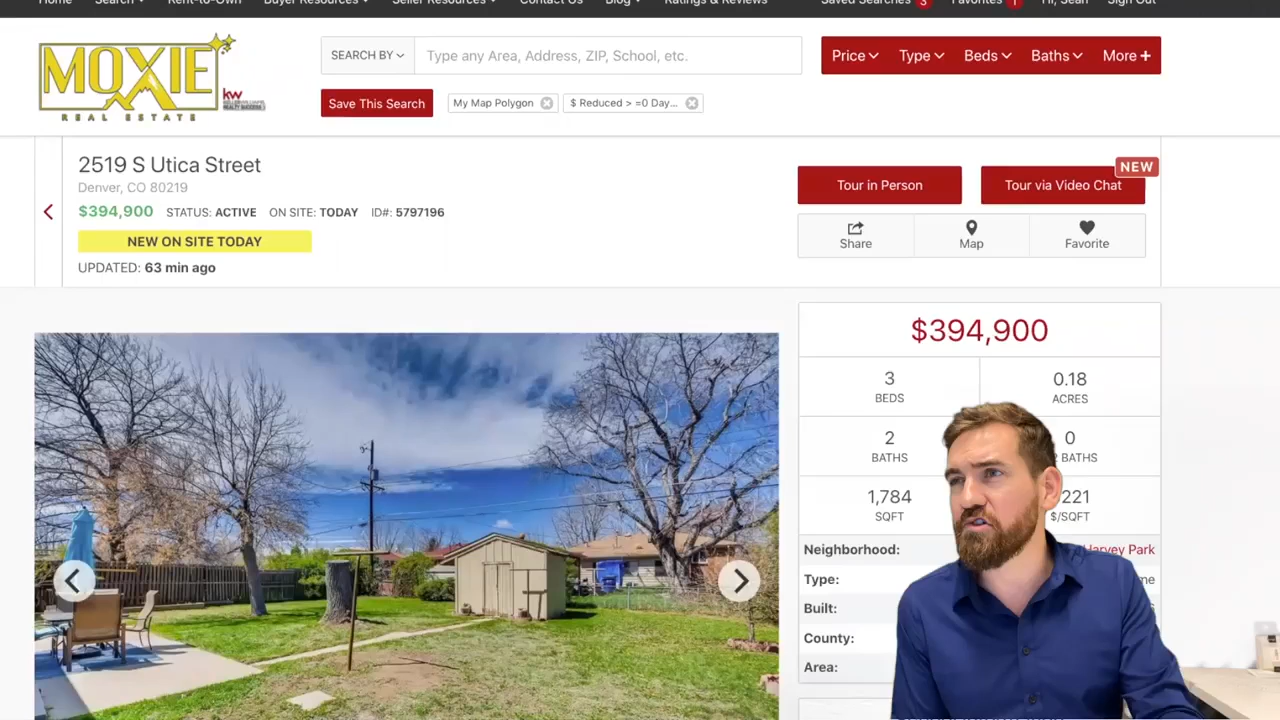 Home Search Rent-to-Own Buyer Resources Seller Resources Contact Us Blog Ratings & Reviews Saved Searches 3 Favorites 1 Hi, Sean Sign Out
MOXIE
REAL ESTATE
kw
SEARCH BY Type any Area, Address, ZIP, School, etc.
Price Type Beds Baths More +
Save This Search My Map Polygon $ Reduced > =0 Day...
2519 S Utica Street
Denver, CO 80219
$394,900 STATUS: ACTIVE ON SITE: TODAY ID#: 5797196
NEW ON SITE TODAY
UPDATED: 63 min ago
NEW
Tour in Person Tour via Video Chat
Share Map Favorite
$394,900
3 0.18
BEDS ACRES
2 0
BATHS BATHS
1,784 221
SQFT $/SQFT
Neighborhood: Harvey Park
Type:
Built:
County:
Area: